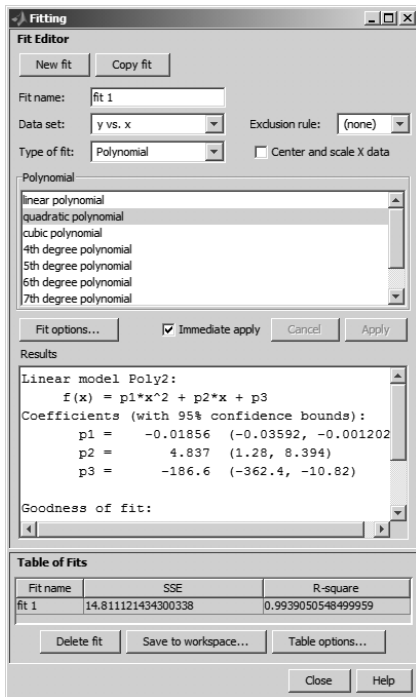 Fitting
Fit Editor
New fit Copy fit
Fit name: fit 1
Data set: y vs. x Exclusion rule: (none)
Type of fit: Polynomial Center and scale X data
Polynomial
linear polynomial
quadratic polynomial
cubic polynomial
4th degree polynomial
5th degree polynomial
6th degree polynomial
7th degree polynomial
Fit options... Immediate apply Cancel Apply
Results
Linear model Poly2:
f(x) = p1*x^2 + p2*x + p3
Coefficients (with 95% confidence bounds):
p1 = -0.01856 (-0.03592, -0.001202
p2 = 4.837 (1.28, 8.394)
p3 = -186.6 (-362.4, -10.82)
Goodness of fit:
Table of Fits
Fit name SSE R-square
fit 1 14.811121434300338 0.9939050548499959
Delete fit Save to workspace... Table options...
Close Help